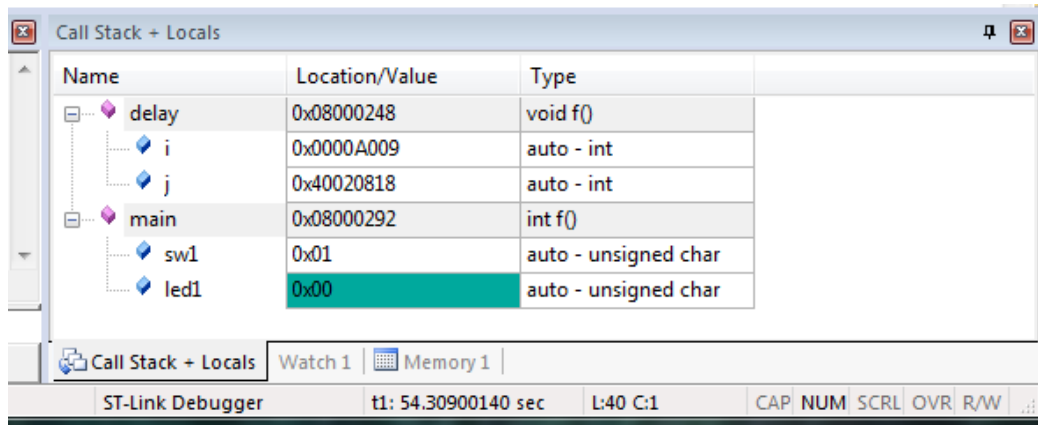 Call Stack + Locals
Name Location/Value Type
delay 0x08000248 void f()
i 0x0000A009 auto - int
j 0x40020818 auto - int
main 0x08000292 int f()
sw1 0x01 auto - unsigned char
led1 0x00 auto - unsigned char
Call Stack + Locals Watch 1 Memory 1
ST-Link Debugger t1: 54.30900140 sec L:40 C:1 CAP NUM SCRL OVR R/W